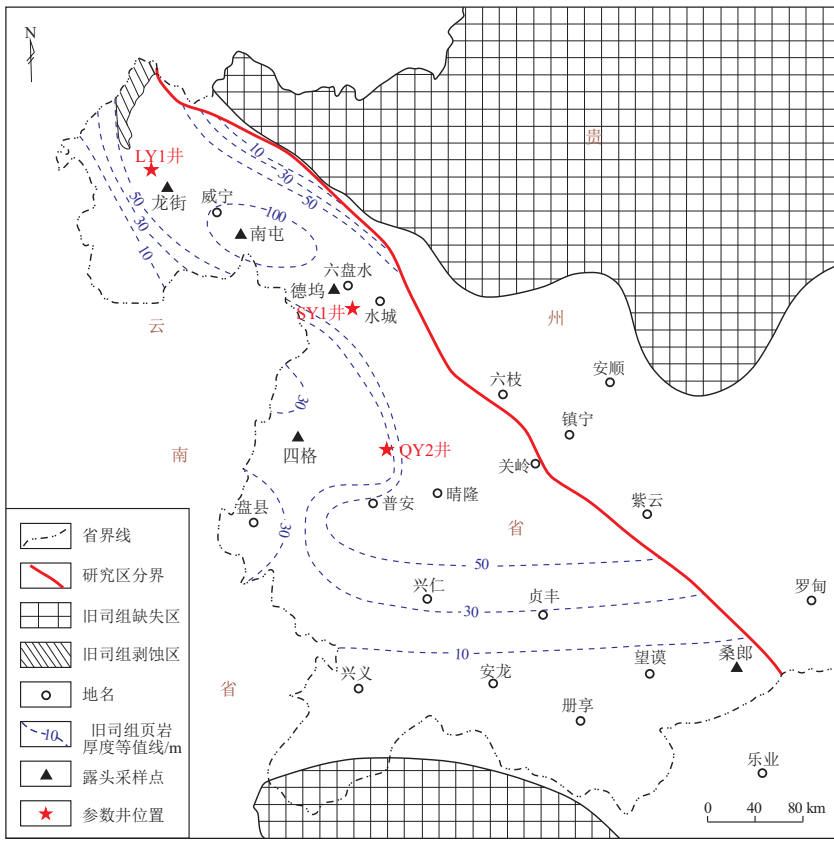 N
贵
10
30
50
LY1井
龙街
威宁
100
南屯
50
30
10
六盘水
德坞
SY1井
水城
云
州
六枝
安顺
30
镇宁
四格
QY2井
南
关岭
晴隆
普安
紫云
盘县
30
省
省界线
50
研究区分界
兴仁
贞丰
罗甸
30
旧司组缺失区
10
望谟
桑郎
旧司组剥蚀区
兴义
安龙
省
地名
册亨
旧司组页岩
厚度等值线/m
10
乐业
露头采样点
参数井位置
0 40 80 km